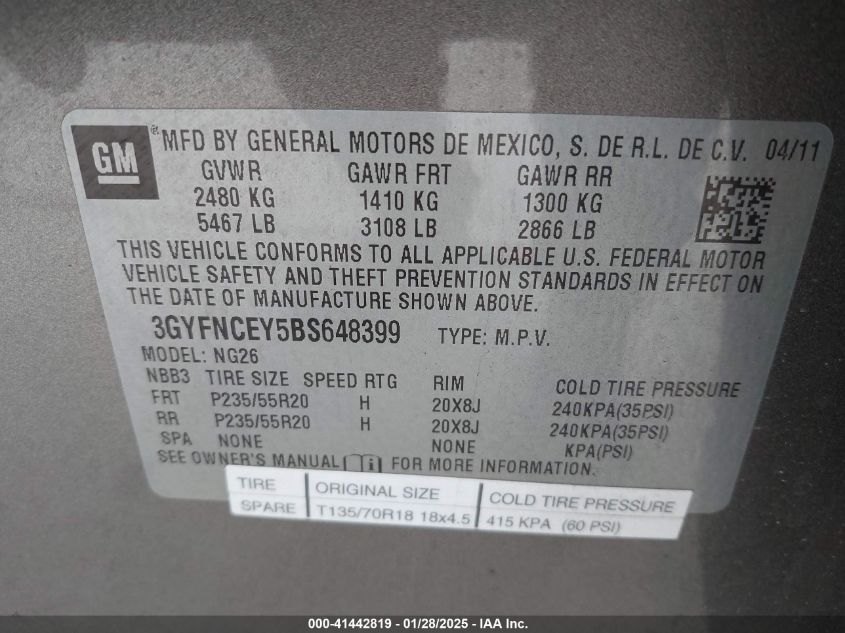 GM
® MFD BY GENERAL MOTORS DE MEXICO, S. DE R.L. DE C.V. 04/11
GVWR GAWR FRT GAWR RR
2480 KG 1410 KG 1300 KG
5467 LB 3108 LB 2866 LB
THIS VEHICLE CONFORMS TO ALL APPLICABLE U.S. FEDERAL MOTOR
VEHICLE SAFETY AND THEFT PREVENTION STANDARDS IN EFFECT ON
THE DATE OF MANUFACTURE SHOWN ABOVE.
3GYFNCEY5BS648399 TYPE: M.P.V.
MODEL: NG26
NBB3 TIRE SIZE SPEED RTG RIM COLD TIRE PRESSURE
FRT P235/55R20 H 20X8J 240KPA(35PSI)
RR P235/55R20 H 20X8J 240KPA(35PSI)
SPA NONE NONE KPA(PSI)
SEE OWNER'S MANUAL FOR MORE INFORMATION.
TIRE ORIGINAL SIZE COLD TIRE PRESSURE
SPARE T135/70R18 18x4.5 415 KPA (60 PSI)
000-41442819 - 01/28/2025 - IAA Inc.